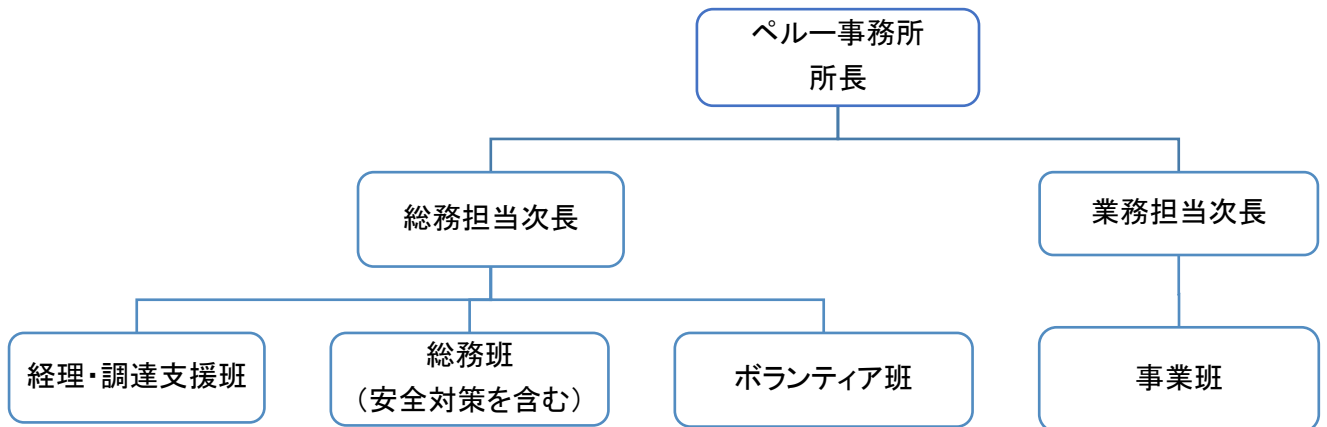 ペルー事務所
所長
総務担当次長
業務担当次長
経理・調達支援班
総務班
（安全対策を含む）
ボランティア班
事業班